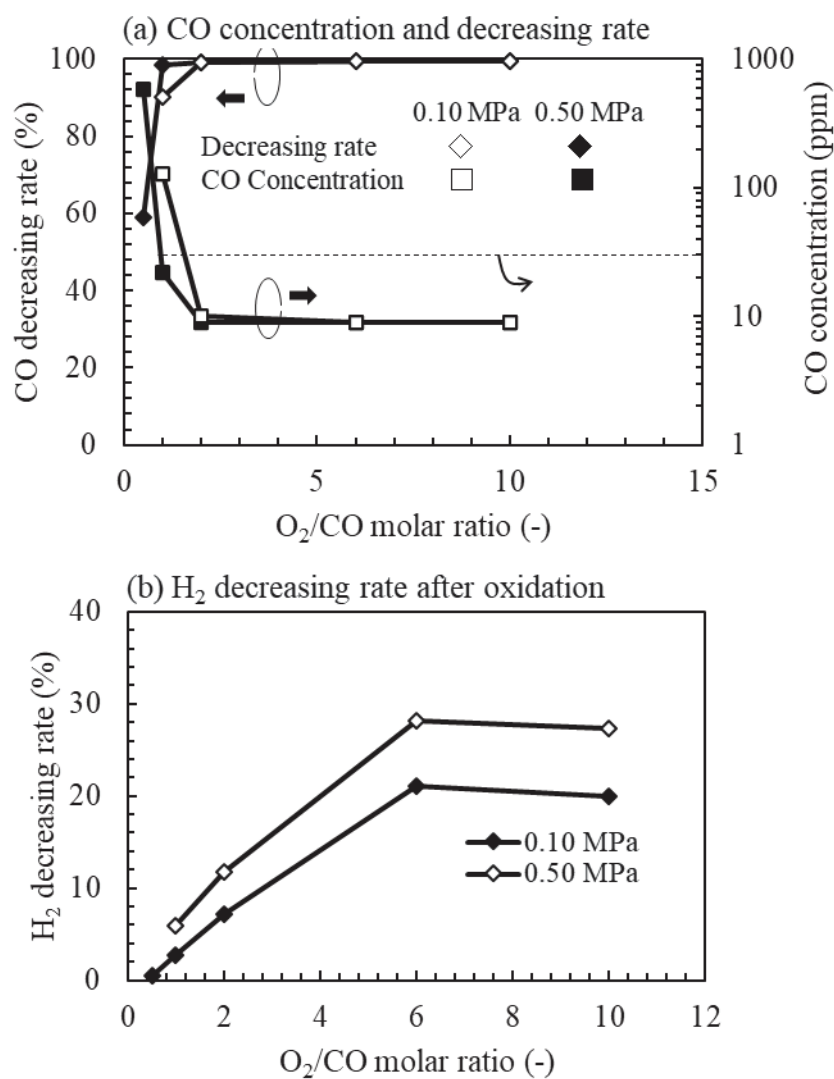 (a) CO concentration and decreasing rate
100
80
60
40
20
0
CO decreasing rate (%)
1000
100
10
1
CO concentration (ppm)
0.10 MPa 0.50 MPa
Decreasing rate
CO Concentration
0 5 10 15
O₂/CO molar ratio (-)
(b) H₂ decreasing rate after oxidation
40
30
20
10
0
H₂ decreasing rate (%)
0.10 MPa
0.50 MPa
0 2 4 6 8 10 12
O₂/CO molar ratio (-)